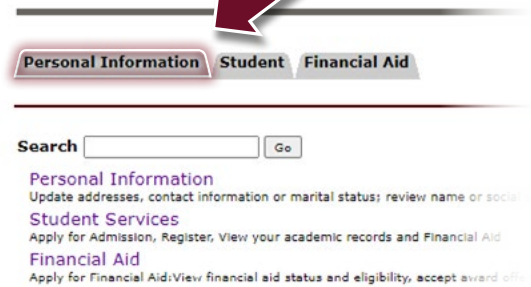 Personal Information Student Financial Aid
Search Go
Personal Information
Update addresses, contact information or marital status; review name or social
Student Services
Apply for Admission, Register, View your academic records and Financial Aid
Financial Aid
Apply for Financial Aid;View financial aid status and eligibility, accept award